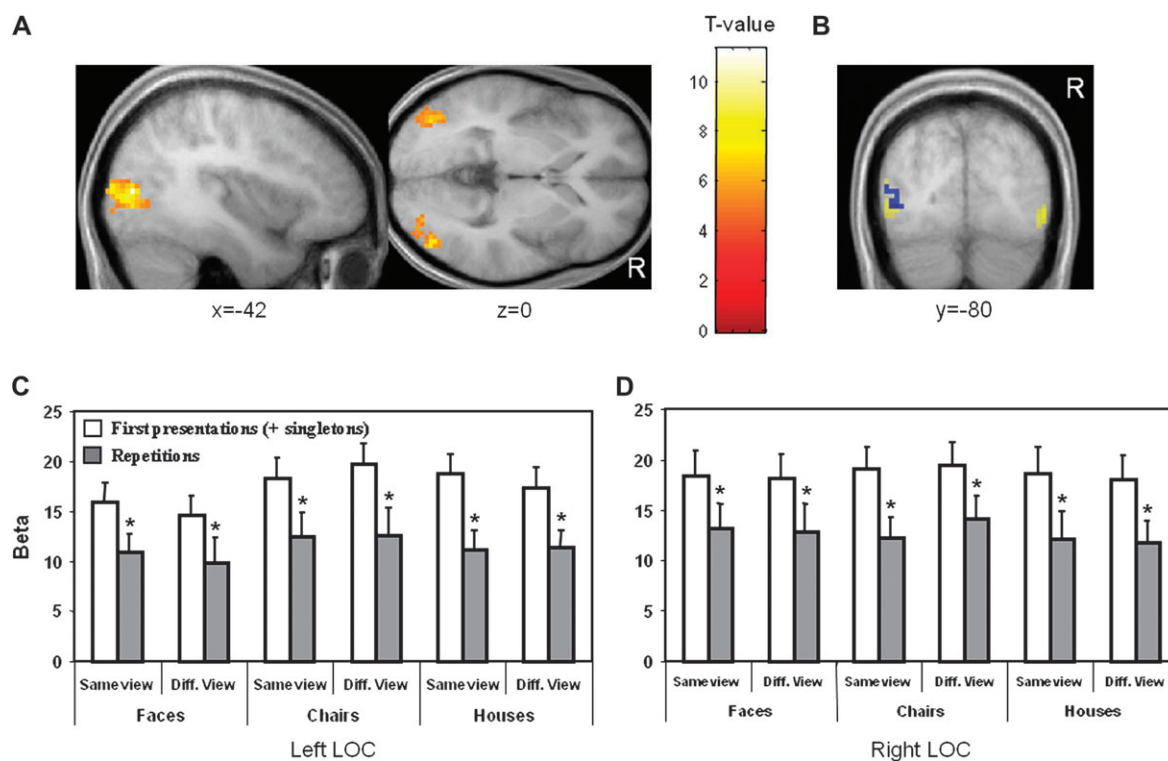 A
T-value
B
R
R
10
8
6
4
2
0
x=-42
z=0
y=-80
C
25
20
15
10
5
0
Beta
First presentations (+ singletons)
Repetitions
*
*
*
*
*
*
Same view
Diff. View
Same view
Diff. View
Same view
Diff. View
Faces
Chairs
Houses
Left LOC
D
25
20
15
10
5
0
*
*
*
*
*
*
Same view
Diff. View
Same view
Diff. View
Same view
Diff. View
Faces
Chairs
Houses
Right LOC